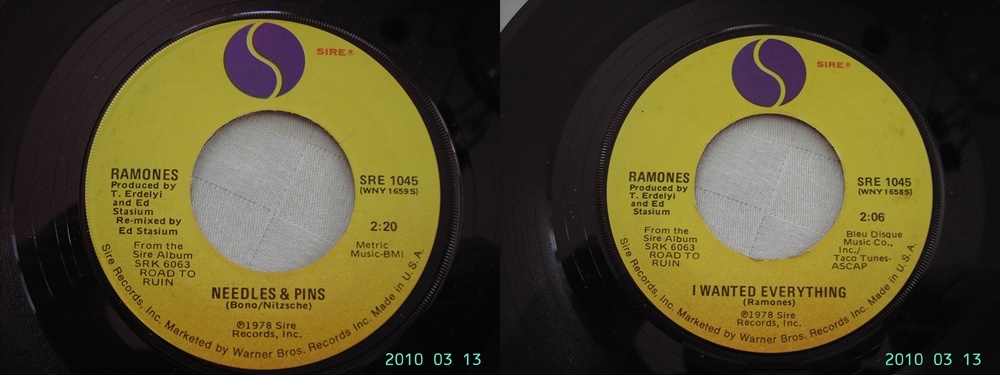 SIRE®
RAMONES
Produced by
T. Erdelyi
and Ed
Stasium
Re-mixed by
Ed Stasium
From the
Sire Album
SRK 6063
ROAD TO
RUIN
SRE 1045
(WNY 1659S)
2:20
Metric
Music-BMI
NEEDLES & PINS
(Bono/Nitzsche)
℗1978 Sire
Records, Inc.
Sire Records, Inc. Marketed by Warner Bros. Records Inc. Made in U.S.A.
2010 03 13
SIRE®
RAMONES
Produced by
T. Erdelyi
and Ed
Stasium
From the
Sire Album
SRK 6063
ROAD TO
RUIN
SRE 1045
(WNY 1658S)
2:06
Bleu Disque
Music Co.,
Inc./
Taco Tunes-
ASCAP
I WANTED EVERYTHING
(Ramones)
℗1978 Sire
Records, Inc.
Sire Records, Inc. Marketed by Warner Bros. Records Inc. Made in U.S.A.
2010 03 13